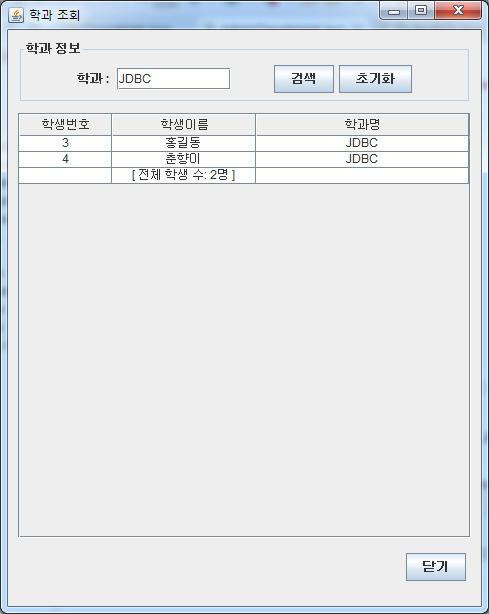 학과 조회
학과 정보
학과 : JDBC 검색 초기화
학생번호 학생이름 학과명
3 홍길동 JDBC
4 춘향이 JDBC
[ 전체 학생 수: 2명 ]
닫기